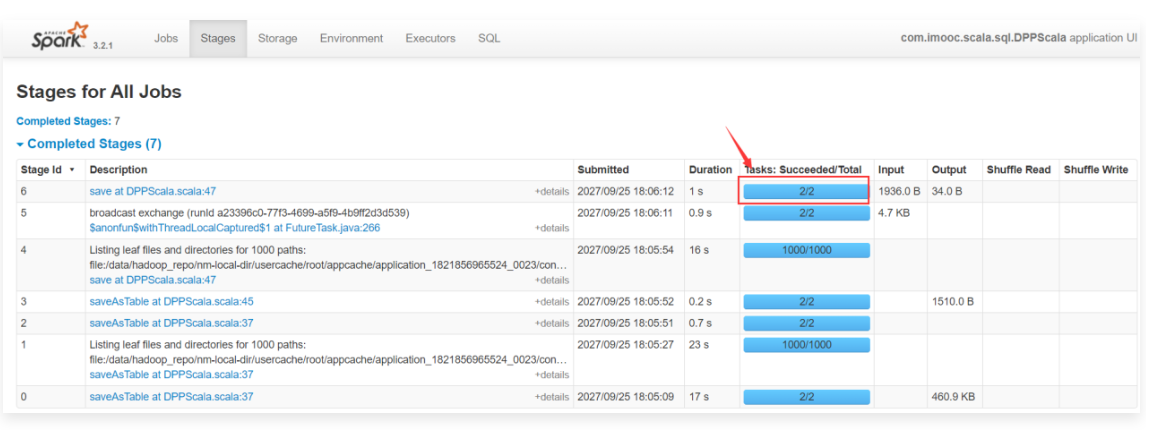 APACHE Spark 3.2.1 Jobs Stages Storage Environment Executors SQL com.imooc.scala.sql.DPPScala application UI
Stages for All Jobs
Completed Stages: 7
Completed Stages (7)
Stage Id ▾ Description Submitted Duration Tasks: Succeeded/Total Input Output Shuffle Read Shuffle Write
6 save at DPPScala.scala:47 +details 2027/09/25 18:06:12 1 s 2/2 1936.0 B 34.0 B
5 broadcast exchange (runId a23396c0-77f3-4699-a5f9-4b9ff2d3d539) 2027/09/25 18:06:11 0.9 s 2/2 4.7 KB
$anonfun$withThreadLocalCaptured$1 at FutureTask.java:266 +details
4 Listing leaf files and directories for 1000 paths: 2027/09/25 18:05:54 16 s 1000/1000
file:/data/hadoop_repo/nm-local-dir/usercache/root/appcache/application_1821856965524_0023/con...
save at DPPScala.scala:47 +details
3 saveAsTable at DPPScala.scala:45 +details 2027/09/25 18:05:52 0.2 s 2/2 1510.0 B
2 saveAsTable at DPPScala.scala:37 +details 2027/09/25 18:05:51 0.7 s 2/2
1 Listing leaf files and directories for 1000 paths: 2027/09/25 18:05:27 23 s 1000/1000
file:/data/hadoop_repo/nm-local-dir/usercache/root/appcache/application_1821856965524_0023/con...
saveAsTable at DPPScala.scala:37 +details
0 saveAsTable at DPPScala.scala:37 +details 2027/09/25 18:05:09 17 s 2/2 460.9 KB